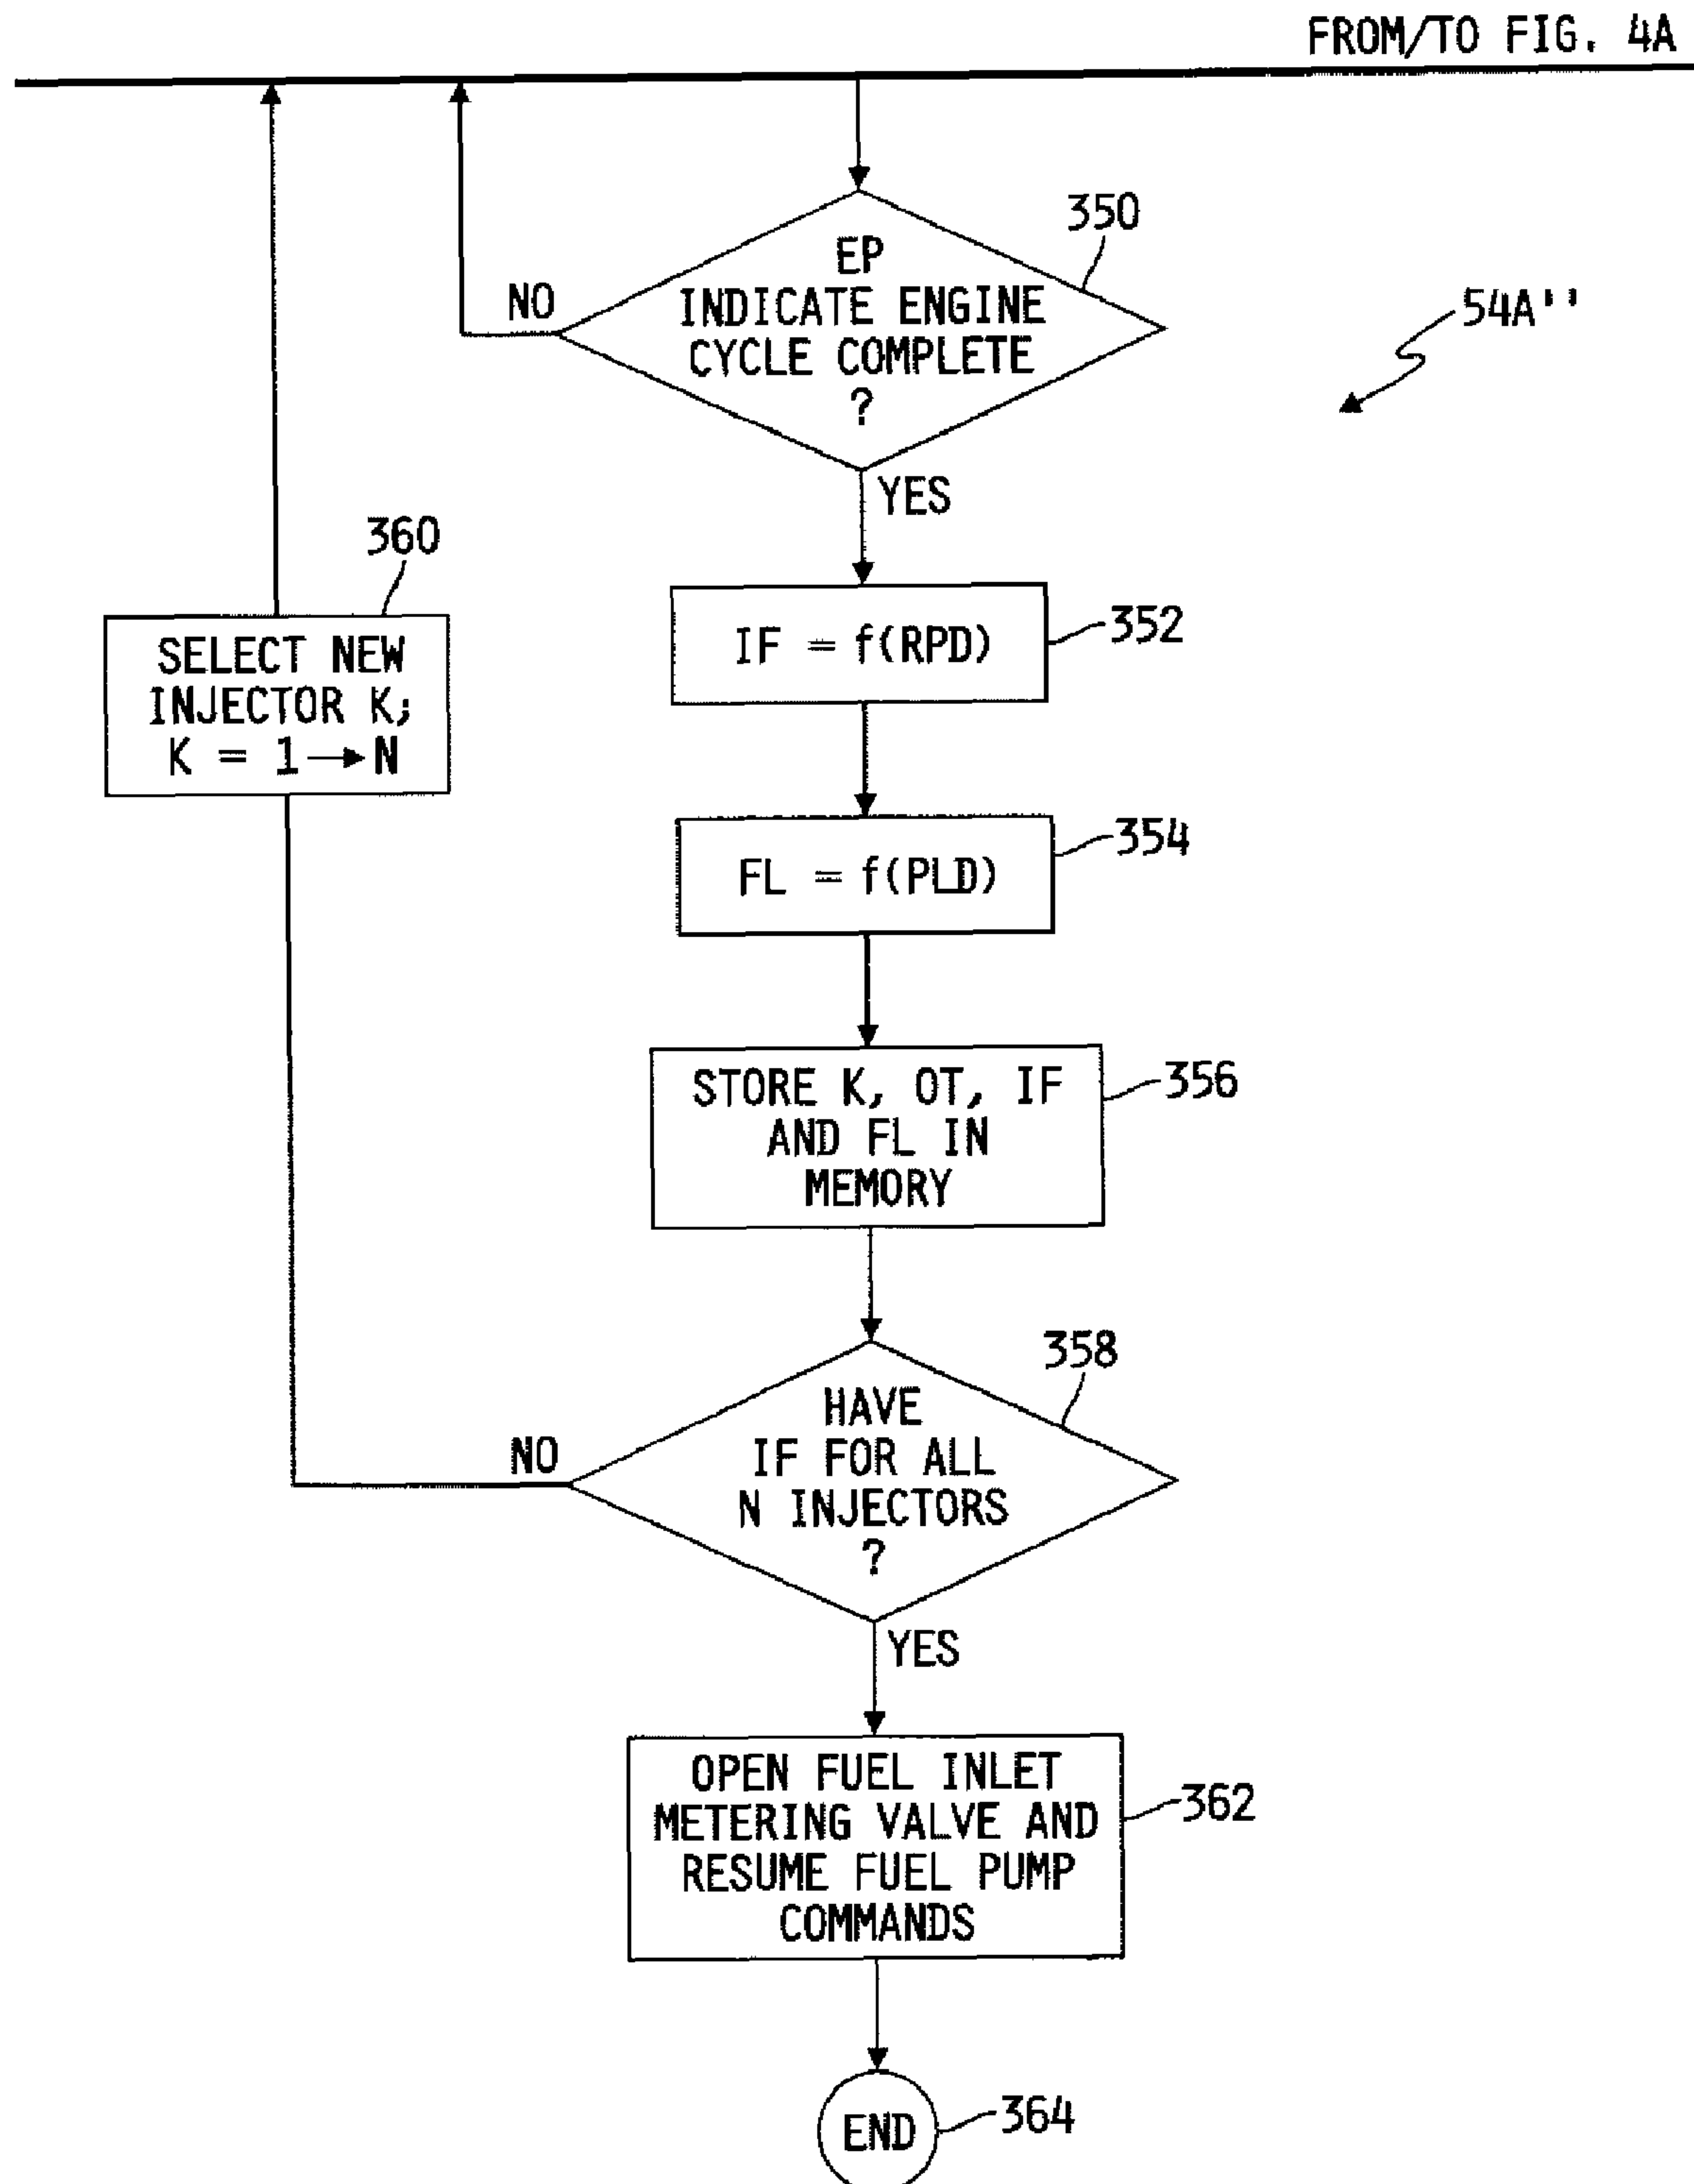 FROM/TO FIG. 4A
350
EP
INDICATE ENGINE
CYCLE COMPLETE
?
NO
54A''
YES
360
SELECT NEW
INJECTOR K;
K = 1 → N
IF = f(RPD)
352
FL = f(PLD)
354
STORE K, OT, IF
AND FL IN
MEMORY
356
358
HAVE
IF FOR ALL
N INJECTORS
?
NO
YES
OPEN FUEL INLET
METERING VALVE AND
RESUME FUEL PUMP
COMMANDS
362
END
364